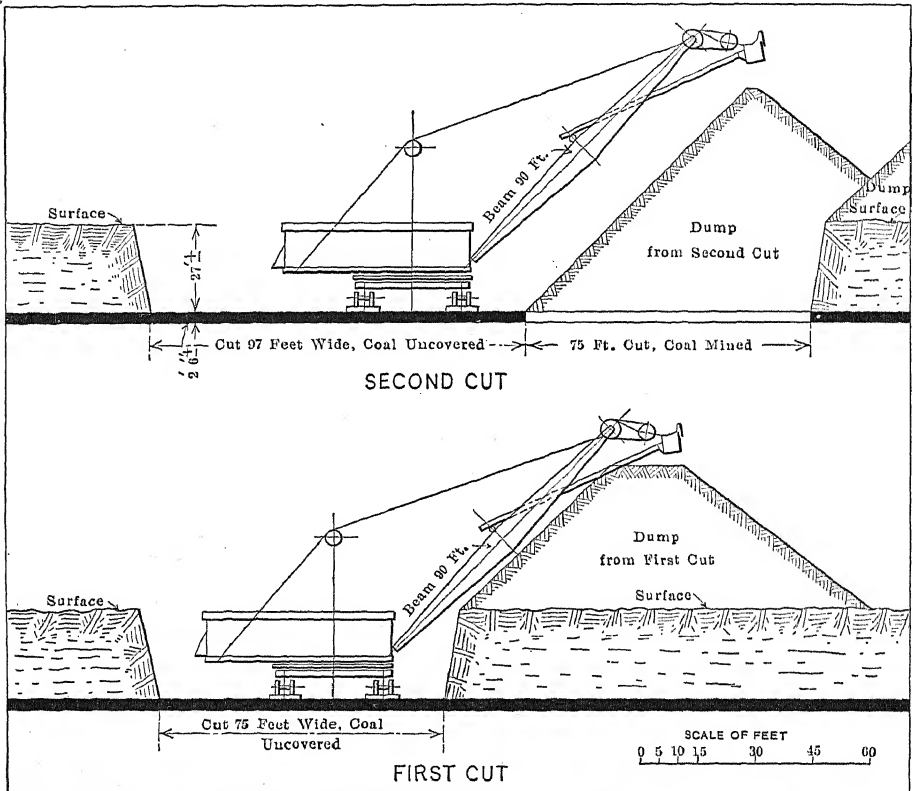 Surface
Beam 90 Ft.
Dump
from Second Cut
Dump
Surface
Cut 97 Feet Wide, Coal Uncovered
75 Ft. Cut, Coal Mined
SECOND CUT
Surface
Beam 90 Ft.
Dump
from First Cut
Surface
Cut 75 Feet Wide, Coal
Uncovered
SCALE OF FEET
0 5 10 15 30 45 60
FIRST CUT